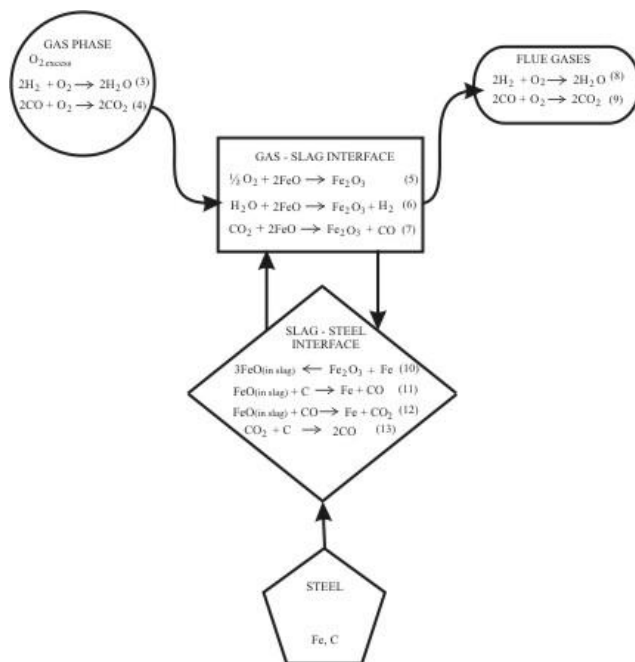 GAS PHASE
O₂ excess
2H₂ + O₂ → 2H₂O (3)
2CO + O₂ → 2CO₂ (4)
FLUE GASES
2H₂ + O₂ → 2H₂O (8)
2CO + O₂ → 2CO₂ (9)
GAS - SLAG INTERFACE
½ O₂ + 2FeO → Fe₂O₃ (5)
H₂O + 2FeO → Fe₂O₃ + H₂ (6)
CO₂ + 2FeO → Fe₂O₃ + CO (7)
SLAG - STEEL
INTERFACE
3FeO(in slag) ← Fe₂O₃ + Fe (10)
FeO(in slag) + C → Fe + CO (11)
FeO(in slag) + CO → Fe + CO₂ (12)
CO₂ + C → 2CO (13)
STEEL
Fe, C